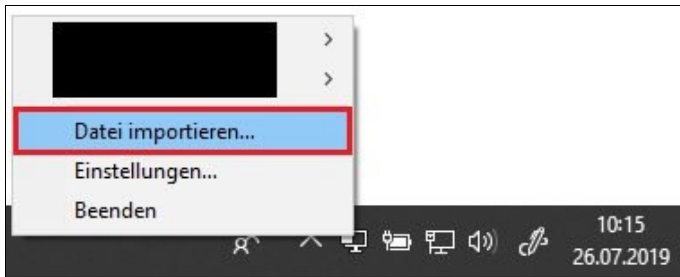 Datei importieren...
Einstellungen...
Beenden
10:15
26.07.2019